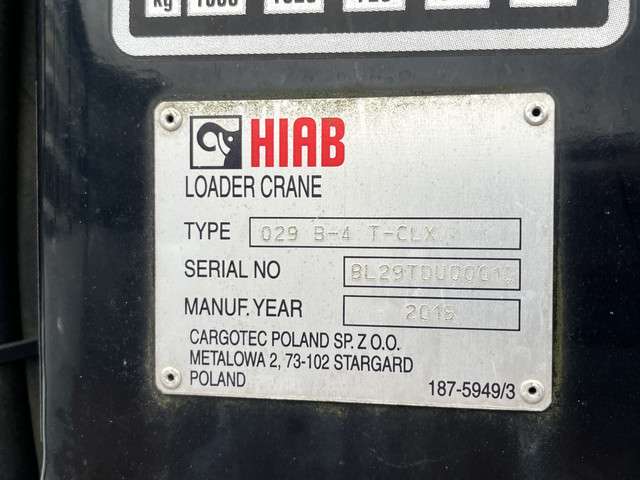 kg
HIAB
LOADER CRANE
TYPE 029 B-4 T-CLX
SERIAL NO
MANUF. YEAR
CARGOTEC POLAND SP. Z O.O.
METALOWA 2, 73-102 STARGARD
POLAND
187-5949/3